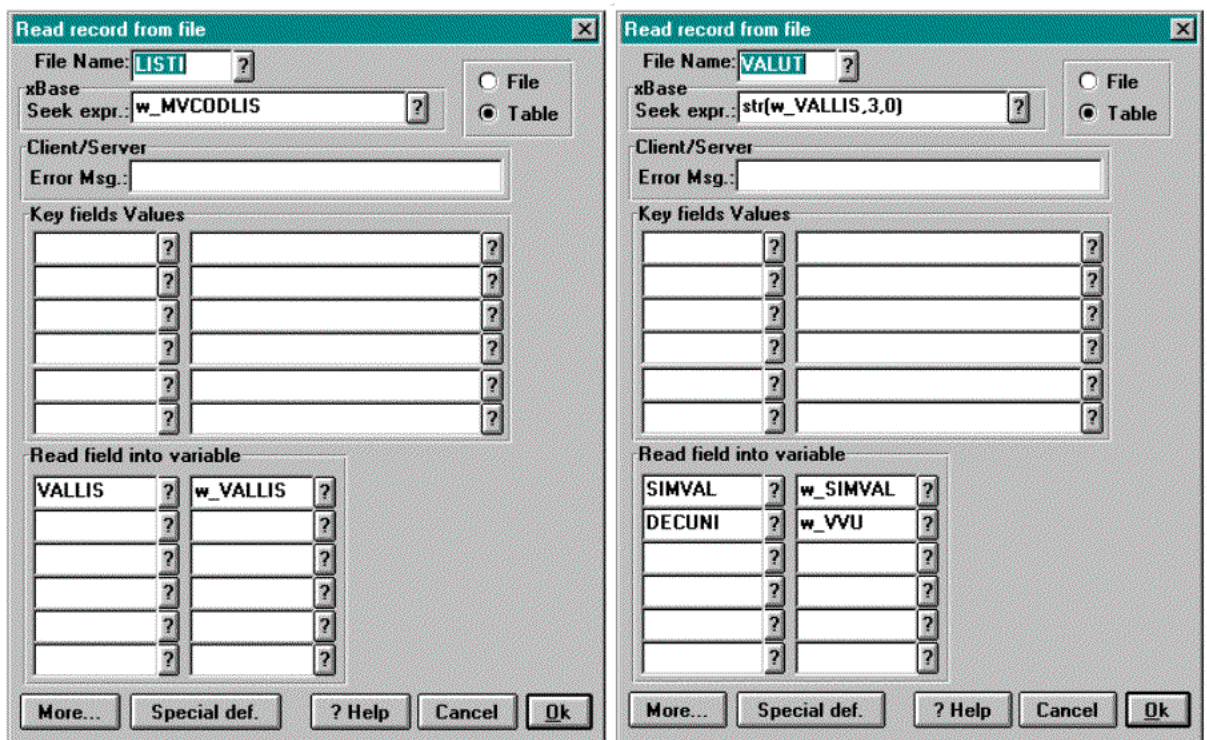 Read record from file
File Name: LISTI ?
File
Table
xBase
Seek expr.: w_MVCODLIS ?
Client/Server
Error Msg.:
Key fields Values
? ?
? ?
? ?
? ?
? ?
? ?
Read field into variable
VALLIS ? w_VALLIS ?
? ?
? ?
? ?
? ?
? ?
More... Special def. ? Help Cancel Ok
Read record from file
File Name: VALUT ?
File
Table
xBase
Seek expr.: str(w_VALLIS,3,0) ?
Client/Server
Error Msg.:
Key fields Values
? ?
? ?
? ?
? ?
? ?
? ?
Read field into variable
SIMVAL ? w_SIMVAL ?
DECUNI ? w_VVU ?
? ?
? ?
? ?
? ?
More... Special def. ? Help Cancel Ok